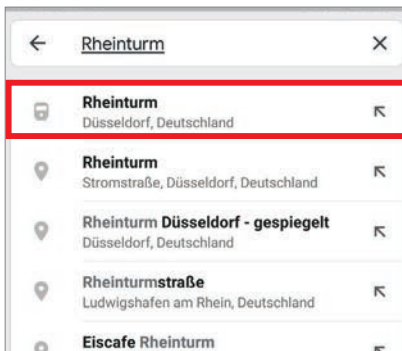 Rheinturm
Rheinturm
Düsseldorf, Deutschland
Rheinturm
Stromstraße, Düsseldorf, Deutschland
Rheinturm Düsseldorf - gespiegelt
Düsseldorf, Deutschland
Rheinturmstraße
Ludwigshafen am Rhein, Deutschland
Eiscafe Rheinturm